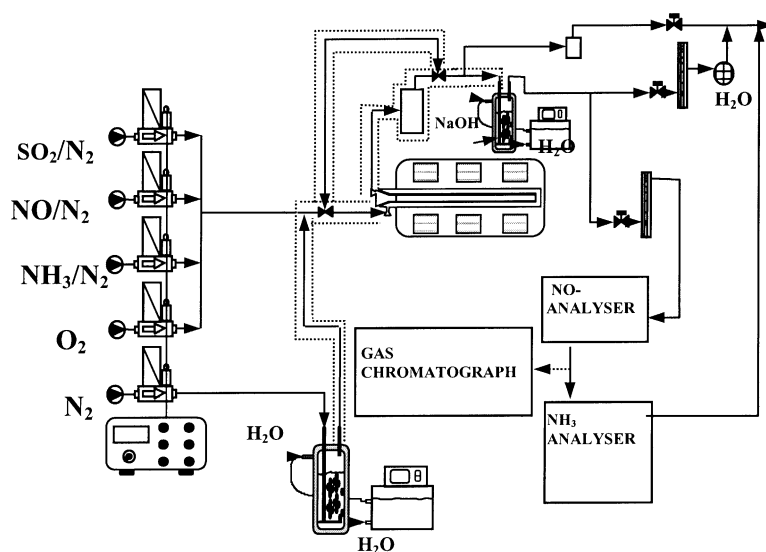 SO2/N2
NO/N2
NH3/N2
O2
N2
H2O
H2O
NaOH
H2O
H2O
NO-
ANALYSER
GAS
CHROMATOGRAPH
NH3
ANALYSER